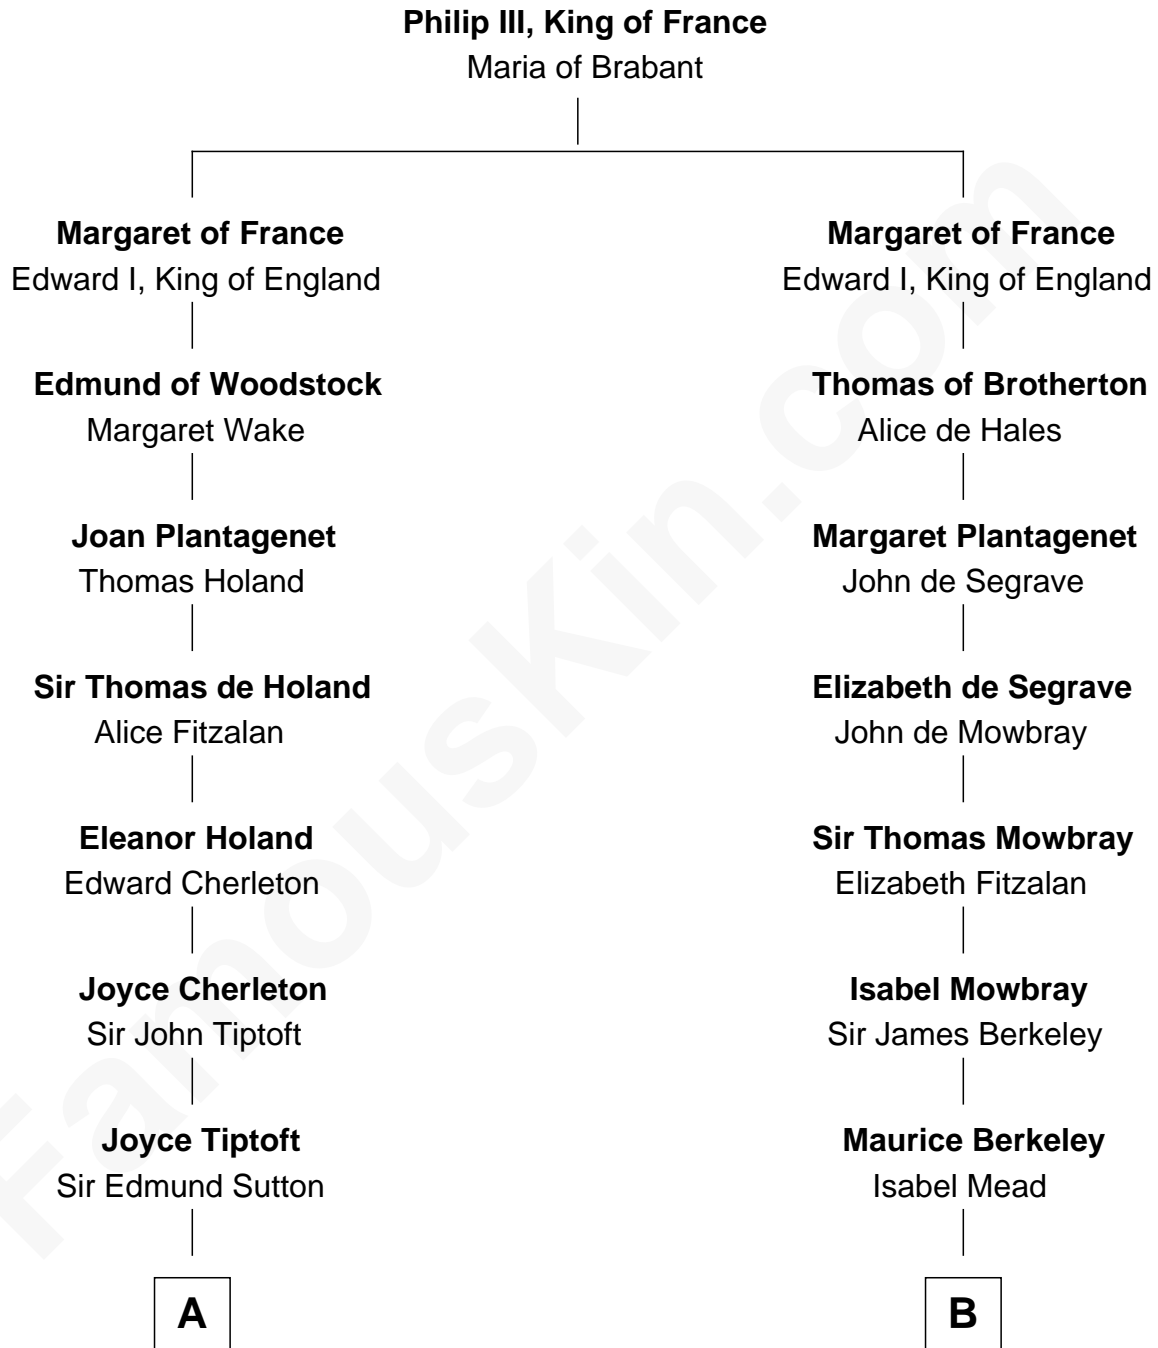 Philip III, King of France
Maria of Brabant
Margaret of France
Edward I, King of England
Margaret of France
Edward I, King of England
Edmund of Woodstock
Margaret Wake
Thomas of Brotherton
Alice de Hales
Joan Plantagenet
Thomas Holand
Margaret Plantagenet
John de Segrave
Sir Thomas de Holand
Alice Fitzalan
Elizabeth de Segrave
John de Mowbray
Eleanor Holand
Edward Cherleton
Sir Thomas Mowbray
Elizabeth Fitzalan
Joyce Cherleton
Sir John Tiptoft
Isabel Mowbray
Sir James Berkeley
Joyce Tiptoft
Sir Edmund Sutton
Maurice Berkeley
Isabel Mead
A
B
FamousKin.com